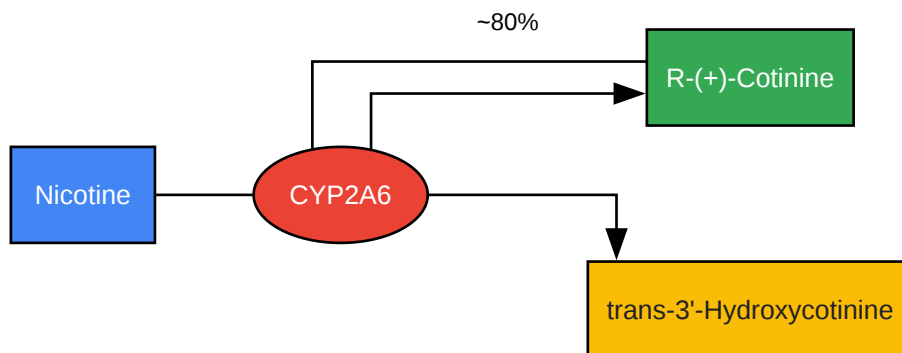 ~80%
R-(+)-Cotinine
Nicotine
CYP2A6
trans-3'-Hydroxycotinine